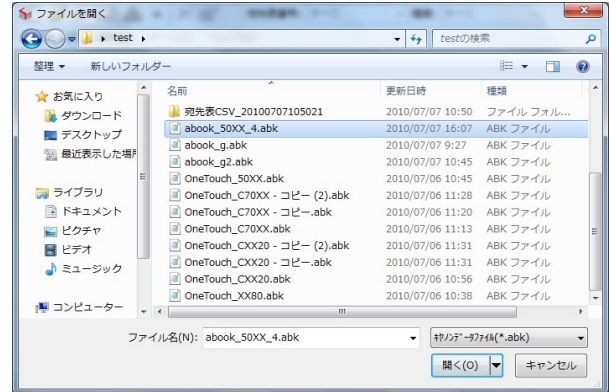 ファイルを開く
test
testの検索
整理 新しいフォルダー
お気に入り
ダウンロード
デスクトップ
最近表示した場所
ライブラリ
ドキュメント
ピクチャ
ビデオ
ミュージック
コンピューター
名前 更新日時 種類
宛先表CSV_20100707105021 2010/07/07 10:50 ファイル フォル...
abook_50XX_4.abk 2010/07/07 16:07 ABK ファイル
abook_g.abk 2010/07/07 9:27 ABK ファイル
abook_g2.abk 2010/07/07 10:45 ABK ファイル
OneTouch_50XX.abk 2010/07/06 10:45 ABK ファイル
OneTouch_C70XX - コピー (2).abk 2010/07/06 11:28 ABK ファイル
OneTouch_C70XX - コピー.abk 2010/07/06 11:20 ABK ファイル
OneTouch_C70XX.abk 2010/07/06 11:13 ABK ファイル
OneTouch_CXX20 - コピー (2).abk 2010/07/06 11:31 ABK ファイル
OneTouch_CXX20 - コピー.abk 2010/07/06 11:31 ABK ファイル
OneTouch_CXX20.abk 2010/07/06 10:56 ABK ファイル
OneTouch_XX80.abk 2010/07/06 10:38 ABK ファイル
ファイル名(N): abook_50XX_4.abk ｷﾔﾉﾝﾃﾞｰﾀﾌｧｲﾙ(*.abk)
開く(O) キャンセル